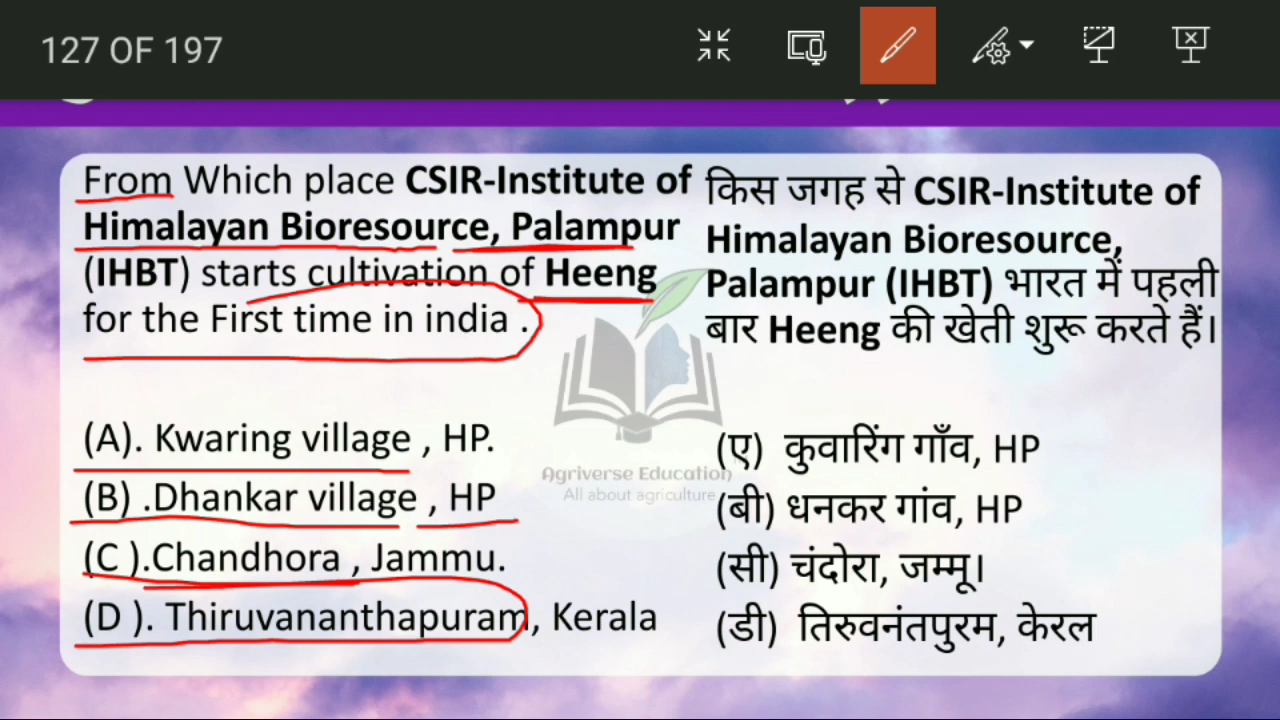 127 OF 197
From Which place CSIR-Institute of
Himalayan Bioresource, Palampur
(IHBT) starts cultivation of Heeng
for the First time in india .
(A). Kwaring village , HP.
(B) .Dhankar village , HP
(C ).Chandhora , Jammu.
(D ). Thiruvananthapuram, Kerala
किस जगह से CSIR-Institute of
Himalayan Bioresource,
Palampur (IHBT) भारत में पहली
बार Heeng की खेती शुरू करते हैं।
(ए) कुवारिंग गाँव, HP
(बी) धनकर गांव, HP
(सी) चंदोरा, जम्मू।
(डी) तिरुवनंतपुरम, केरल
Agriverse Education
All about agriculture